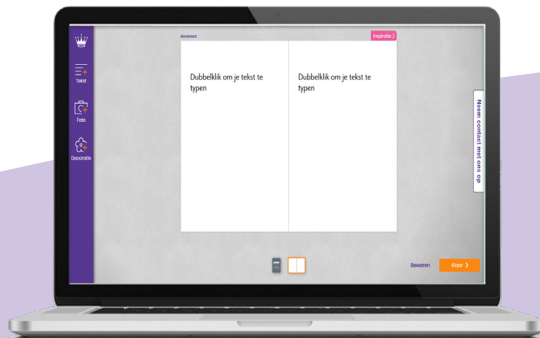 Binnenkant
Inspiratie
Dubbelklik om je tekst te
typen
Dubbelklik om je tekst te
typen
Tekst
Foto
Decoratie
Neem contact met ons op
Bewaren
Klaar